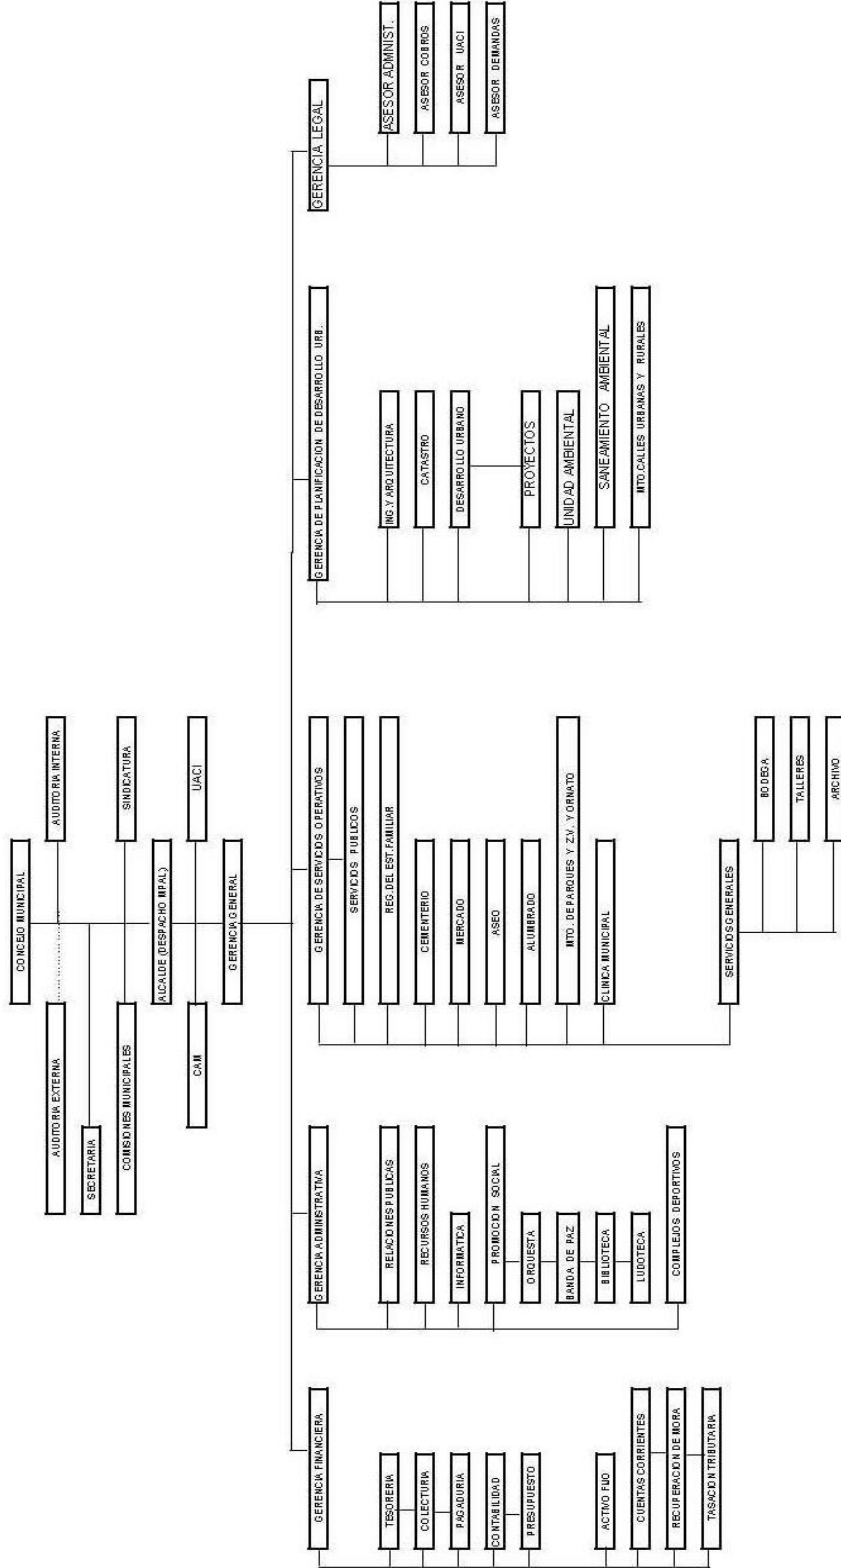 CONCEJO MUNICIPAL
AUDITORIA EXTERNA
AUDITORIA INTERNA
SECRETARIA
COMISIONES MUNICIPALES
SINDICATURA
ALCALDE (DESPACHO MPAL)
CAM
UACI
GERENCIA GENERAL
GERENCIA FINANCIERA
TESORERIA
COLECTURIA
PAGADURIA
CONTABILIDAD
PRESUPUESTO
ACTIVO FIJO
CUENTAS CORRIENTES
RECUPERACION DE MORA
TASACION TRIBUTARIA
GERENCIA ADMINISTRATIVA
RELACIONES PUBLICAS
RECURSOS HUMANOS
INFORMATICA
PROMOCION SOCIAL
ORQUESTA
BANDA DE PAZ
BIBLIOTECA
LUDOTECA
COMPLEJOS DEPORTIVOS
GERENCIA DE SERVICIOS OPERATIVOS
SERVICIOS PUBLICOS
REG.DEL EST.FAMILIAR
CEMENTERIO
MERCADO
ASEO
ALUMBRADO
MTO. DE PARQUES Y Z.V. Y ORNATO
CLINICA MUNICIPAL
SERVICIOS GENERALES
BODEGA
TALLERES
ARCHIVO
GERENCIA DE PLANIFICACION DE DESARROLLO URB.
ING.Y ARQUITECTURA
CATASTRO
DESARROLLO URBANO
PROYECTOS
UNIDAD AMBIENTAL
SANEAMIENTO AMBIENTAL
MTO.CALLES URBANAS Y RURALES
GERENCIA LEGAL
ASESOR ADMNIST.
ASESOR COBROS
ASESOR UACI
ASESOR DEMANDAS